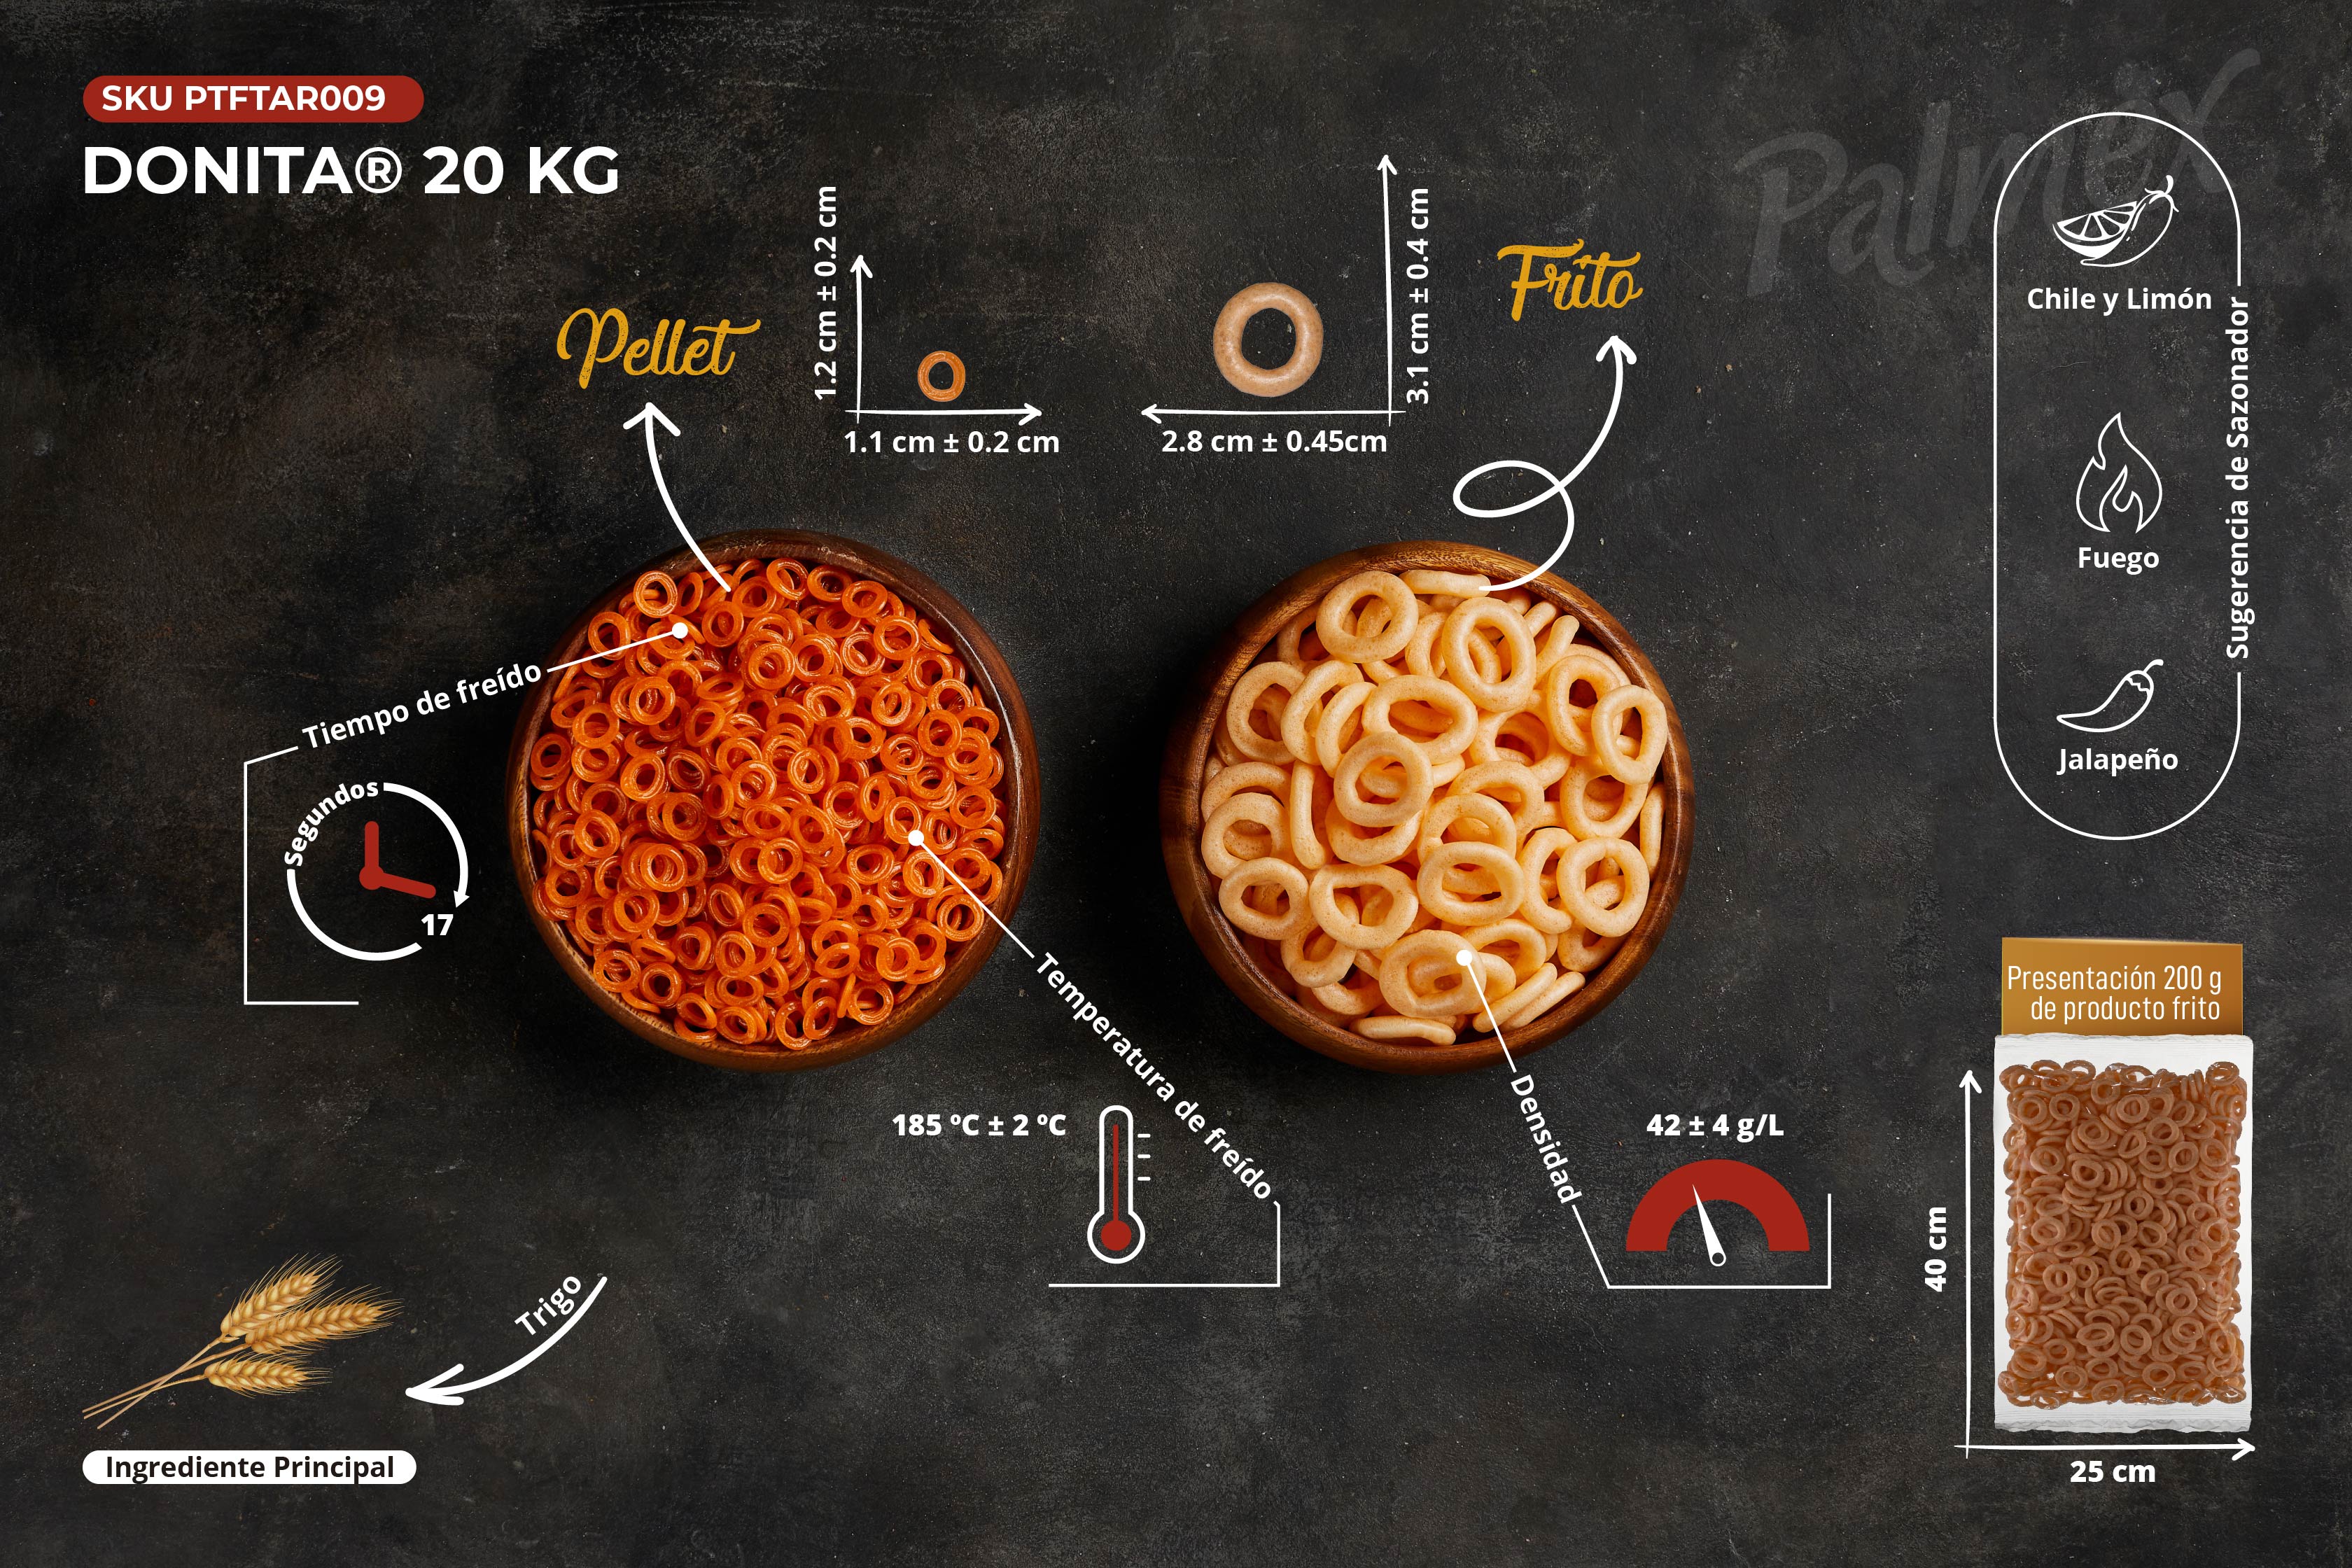 SKU PTFTAR009
DONITA® 20 KG
Palmex
Pellet
1.2 cm ± 0.2 cm
1.1 cm ± 0.2 cm
2.8 cm ± 0.45cm
3.1 cm ± 0.4 cm
Frito
Chile y Limón
Fuego
Jalapeño
Sugerencia de Sazonador
Tiempo de freído
Segundos
17
Temperatura de freído
185 ºC ± 2 ºC
Densidad
42 ± 4 g/L
Presentación 200 g
de producto frito
40 cm
25 cm
Trigo
Ingrediente Principal